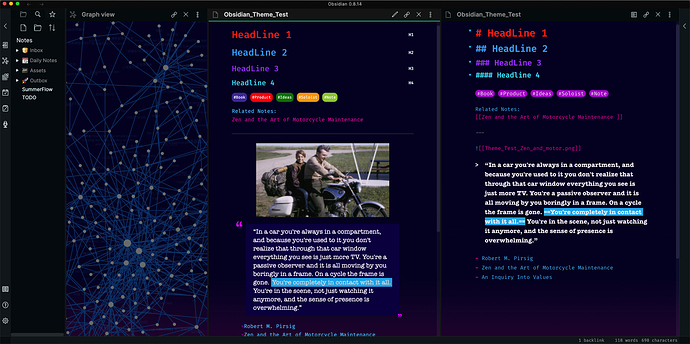 Obsidian 0.8.14
Graph view
Obsidian_Theme_Test
Obsidian_Theme_Test
Notes
Inbox
Daily Notes
Assets
Outbox
SummerFlow
TODO
HeadLine 1
H1
HeadLine 2
H2
HeadLine 3
H3
HeadLine 4
H4
#Book #Product #Ideas #Soloist #Note
Related Notes:
Zen and the Art of Motorcycle Maintenance
“In a car you’re always in a compartment,
and because you’re used to it you don’t
realize that through that car window
everything you see is just more TV. You’re a
passive observer and it is all moving by you
boringly in a frame. On a cycle the frame is
gone. You’re completely in contact with it all.
You’re in the scene, not just watching it
anymore, and the sense of presence is
overwhelming.”
-Robert M. Pirsig
-Zen and the Art of Motorcycle Maintenance
# HeadLine 1
## HeadLine 2
### HeadLine 3
#### HeadLine 4
#Book #Product #Ideas #Soloist #Note
Related Notes:
[[Zen and the Art of Motorcycle Maintenance ]]
---
![[Theme_Test_Zen_and_motor.png]]
> “In a car you’re always in a compartment, and
because you’re used to it you don’t realize that
through that car window everything you see is
just more TV. You’re a passive observer and it is
all moving by you boringly in a frame. On a cycle
the frame is gone. ==You’re completely in contact
with it all.== You’re in the scene, not just watching
it anymore, and the sense of presence is
overwhelming.”
- Robert M. Pirsig
- Zen and the Art of Motorcycle Maintenance
- An Inquiry Into Values
1 backlink 118 words 698 characters